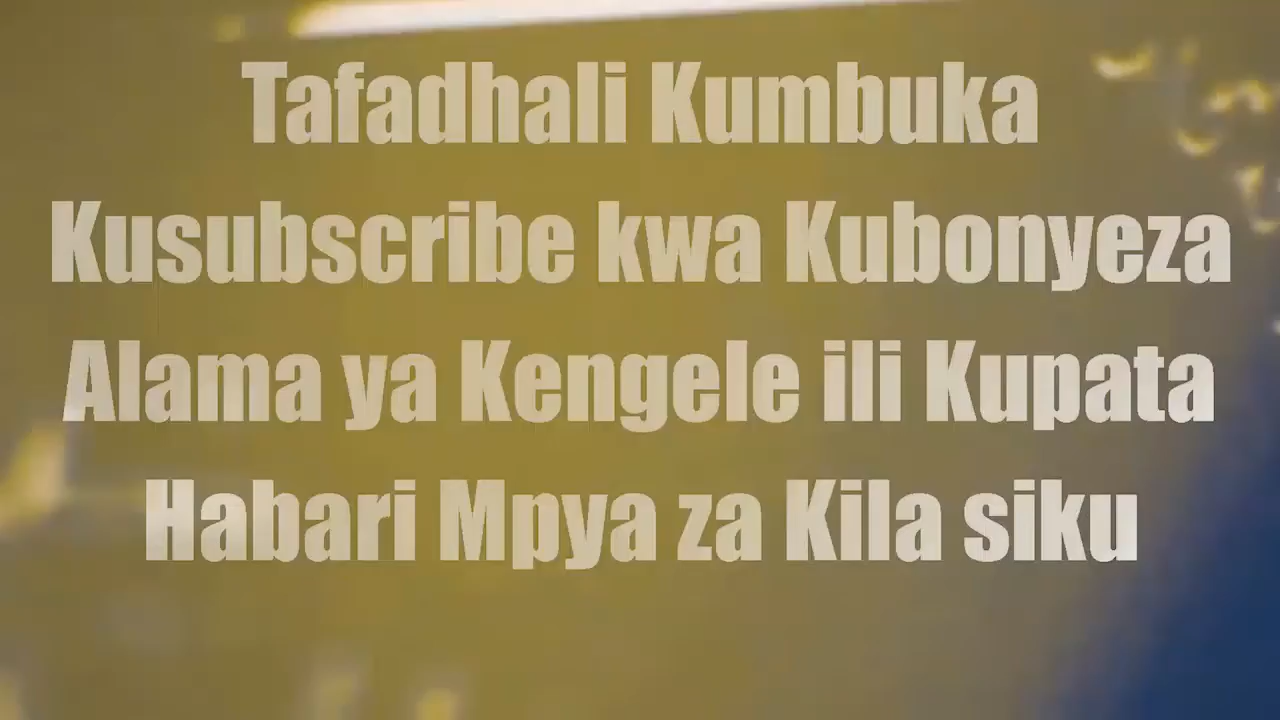 Tafadhali Kumbuka
Kusubscribe kwa Kubonyeza
Alama ya Kengele ili Kupata
Habari Mpya za Kila siku